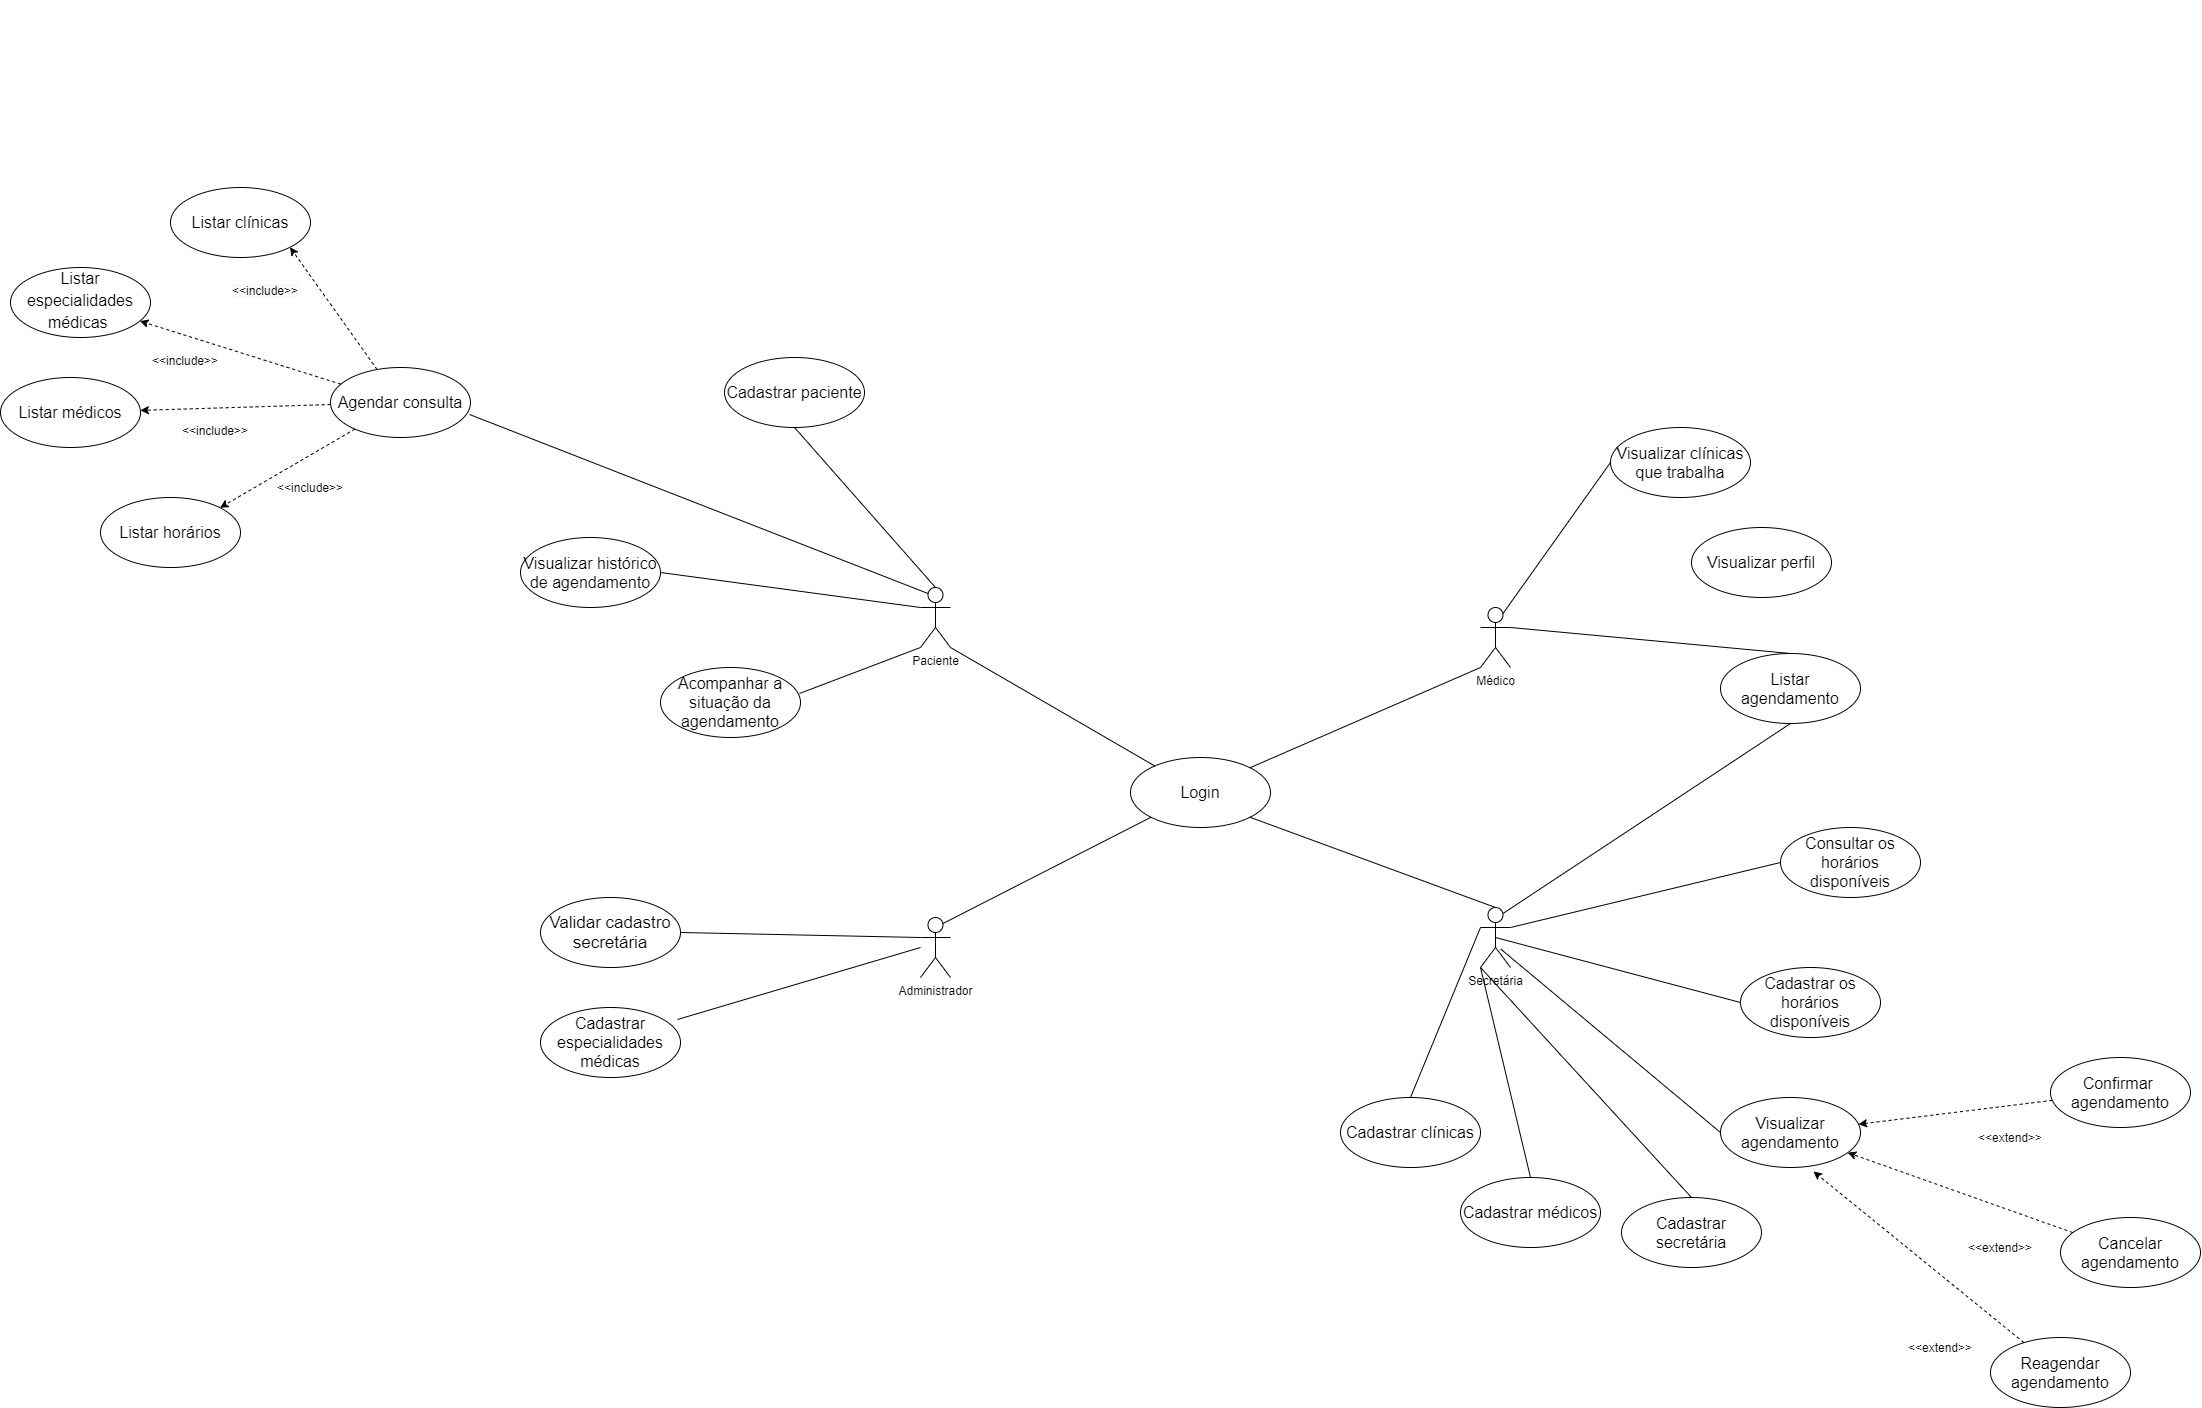 Listar clínicas
<<include>>
Listar
especialidades
médicas
<<include>>
Listar médicos
<<include>>
Agendar consulta
<<include>>
Listar horários
Cadastrar paciente
Visualizar histórico
de agendamento
Acompanhar a
situação da
agendamento
Paciente
Visualizar clínicas
que trabalha
Visualizar perfil
Médico
Listar
agendamento
Login
Validar cadastro
secretária
Cadastrar
especialidades
médicas
Administrador
Secretária
Consultar os
horários
disponíveis
Cadastrar os
horários
disponíveis
Cadastrar clínicas
Cadastrar médicos
Cadastrar
secretária
Visualizar
agendamento
Confirmar
agendamento
<<extend>>
Cancelar
agendamento
<<extend>>
<<extend>>
Reagendar
agendamento